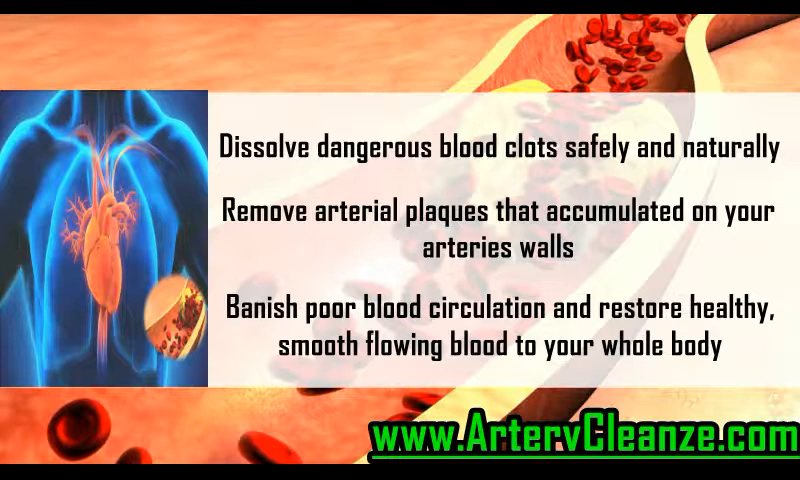 Dissolve dangerous blood clots safely and naturally
Remove arterial plaques that accumulated on your
arteries walls
Banish poor blood circulation and restore healthy,
smooth flowing blood to your whole body
www.ArteryCleanze.com